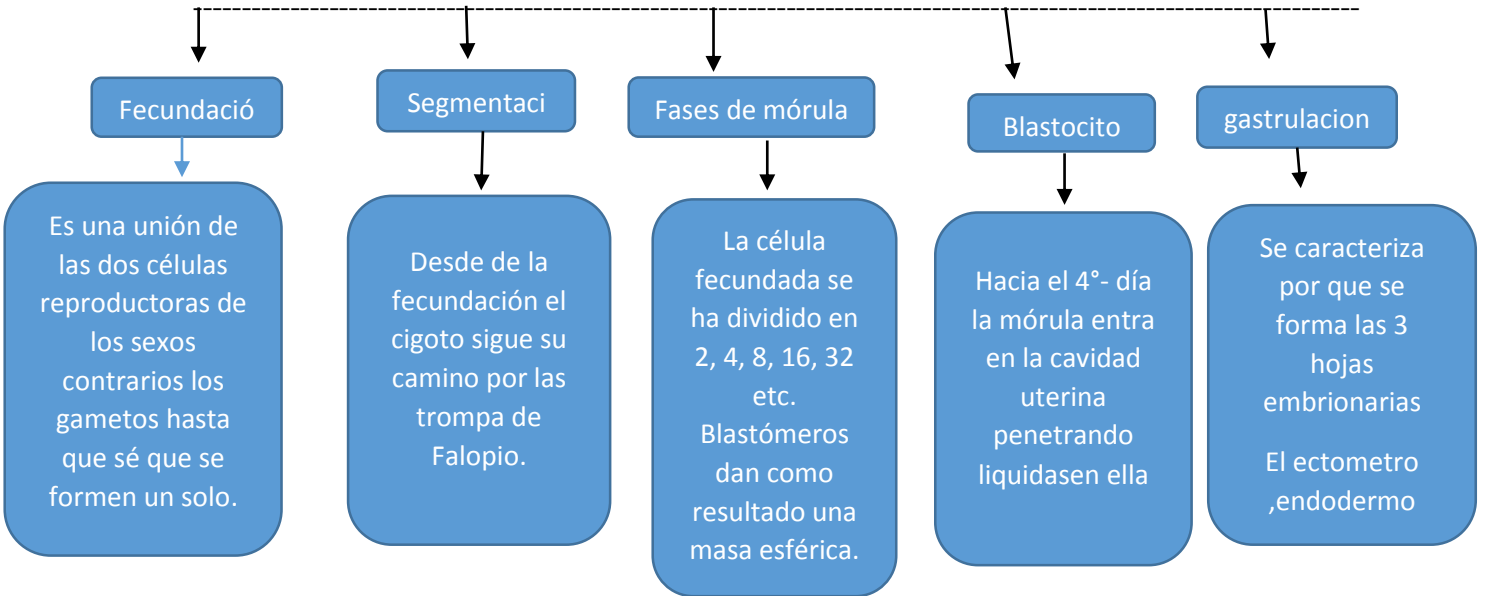 Fecundació
Segmentaci
Fases de mórula
Blastocito
gastrulacion
Es una unión de
las dos células
reproductoras de
los sexos
contrarios los
gametos hasta
que sé que se
formen un solo.
Desde de la
fecundación el
cigoto sigue su
camino por las
trompa de
Falopio.
La célula
fecundada se
ha dividido en
2, 4, 8, 16, 32
etc.
Blastómeros
dan como
resultado una
masa esférica.
Hacia el 4°- día
la mórula entra
en la cavidad
uterina
penetrando
liquidasen ella
Se caracteriza
por que se
forma las 3
hojas
embrionarias
El ectometro
,endodermo